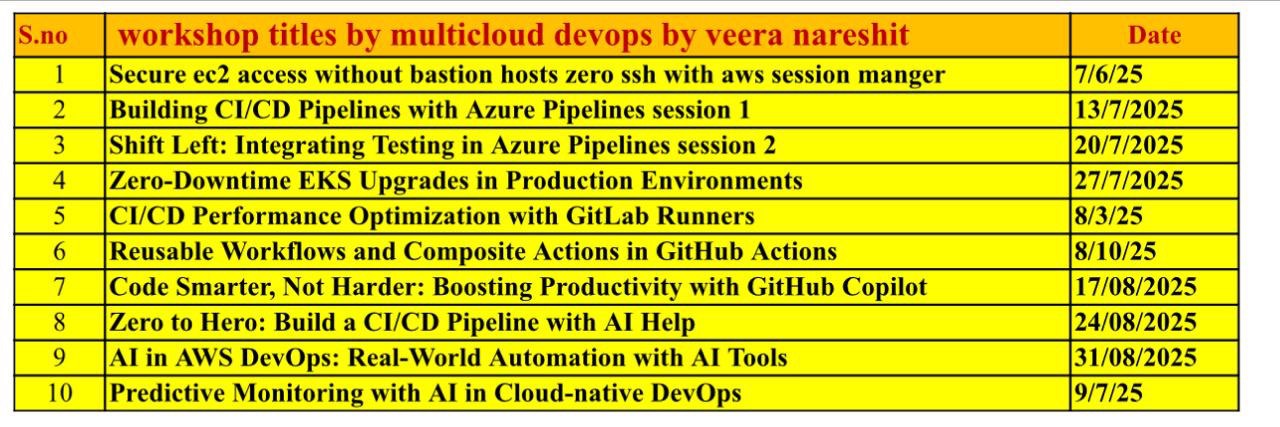 S.no workshop titles by multicloud devops by veera nareshit Date
1 Secure ec2 access without bastion hosts zero ssh with aws session manger 7/6/25
2 Building CI/CD Pipelines with Azure Pipelines session 1 13/7/2025
3 Shift Left: Integrating Testing in Azure Pipelines session 2 20/7/2025
4 Zero-Downtime EKS Upgrades in Production Environments 27/7/2025
5 CI/CD Performance Optimization with GitLab Runners 8/3/25
6 Reusable Workflows and Composite Actions in GitHub Actions 8/10/25
7 Code Smarter, Not Harder: Boosting Productivity with GitHub Copilot 17/08/2025
8 Zero to Hero: Build a CI/CD Pipeline with AI Help 24/08/2025
9 AI in AWS DevOps: Real-World Automation with AI Tools 31/08/2025
10 Predictive Monitoring with AI in Cloud-native DevOps 9/7/25